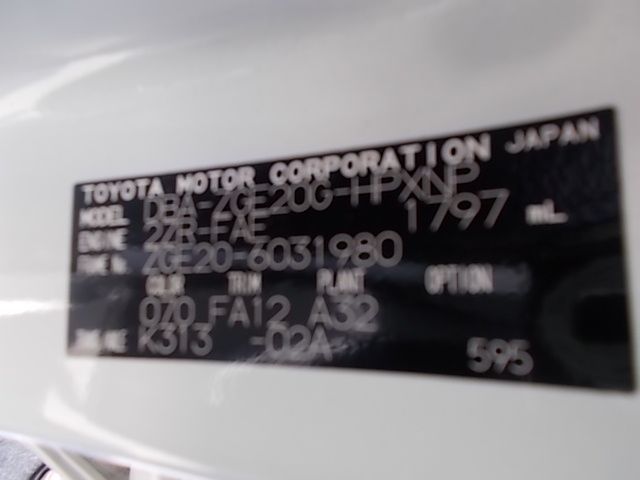 TOYOTA MOTOR CORPORATION JAPAN
MODEL DBA-ZGE20G-HPXNP
ENGINE 2ZR-FAE 1797 mL
FRAME No. ZGE20-6031980
COLOR TRIM PLANT OPTION
070 FA12 A32
TRANS./AXLE K313 -02A- 595